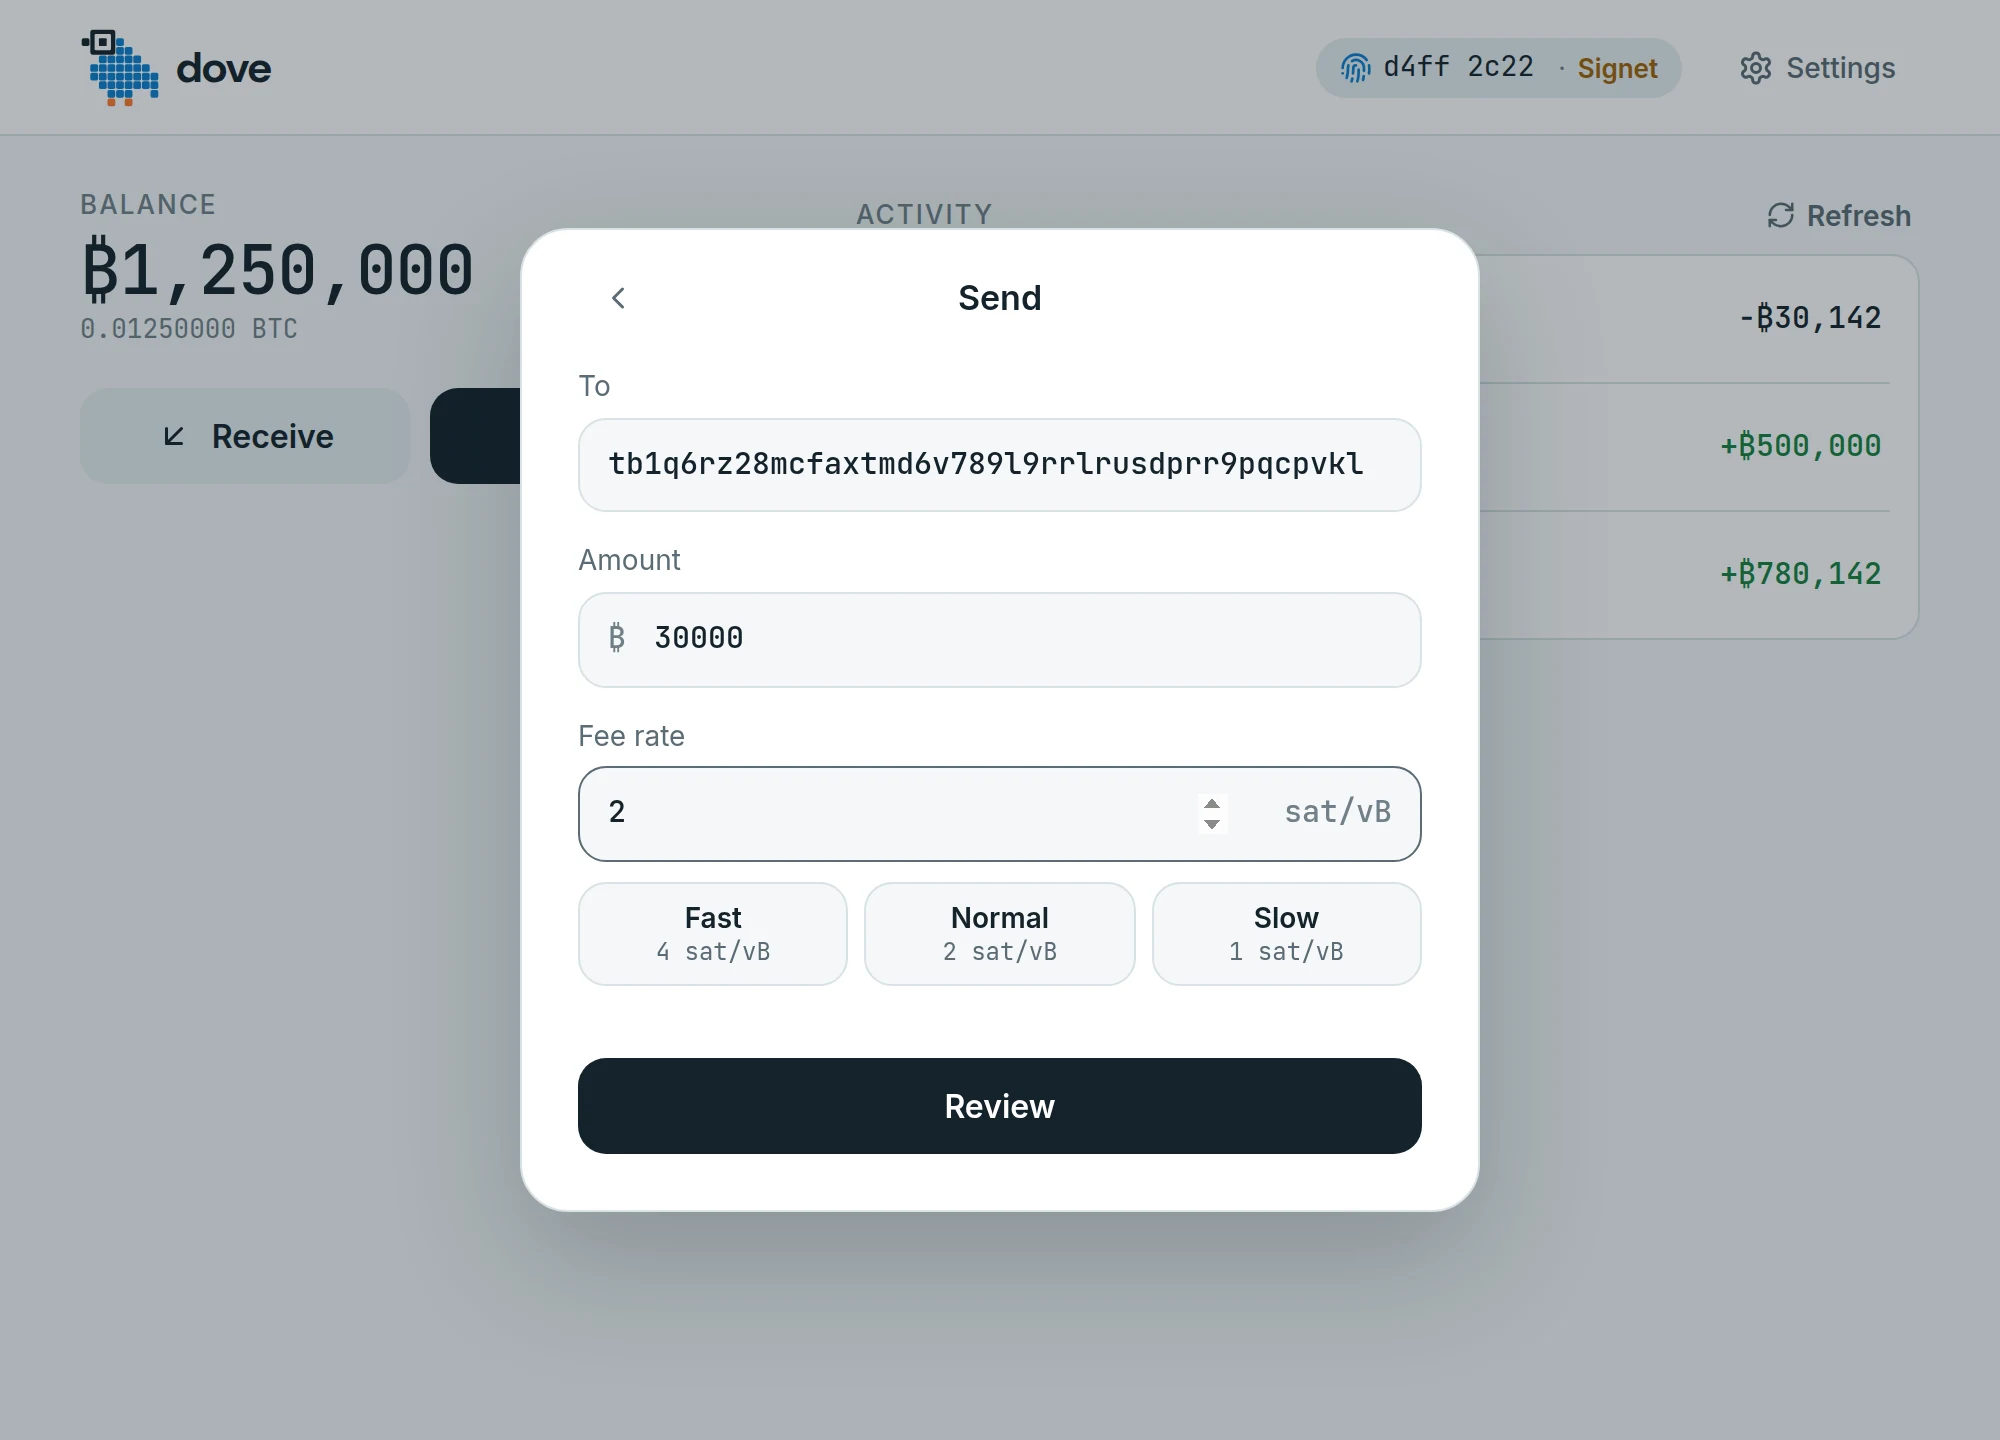 dove
d4ff 2c22 · Signet
Settings
BALANCE
₿1,250,000
0.01250000 BTC
Receive
ACTIVITY
Refresh
-₿30,142
+₿500,000
+₿780,142
Send
To
tb1q6rz28mcfaxtmd6v789l9rrlrusdprr9pqcpvkl
Amount
₿ 30000
Fee rate
2 sat/vB
Fast
4 sat/vB
Normal
2 sat/vB
Slow
1 sat/vB
Review